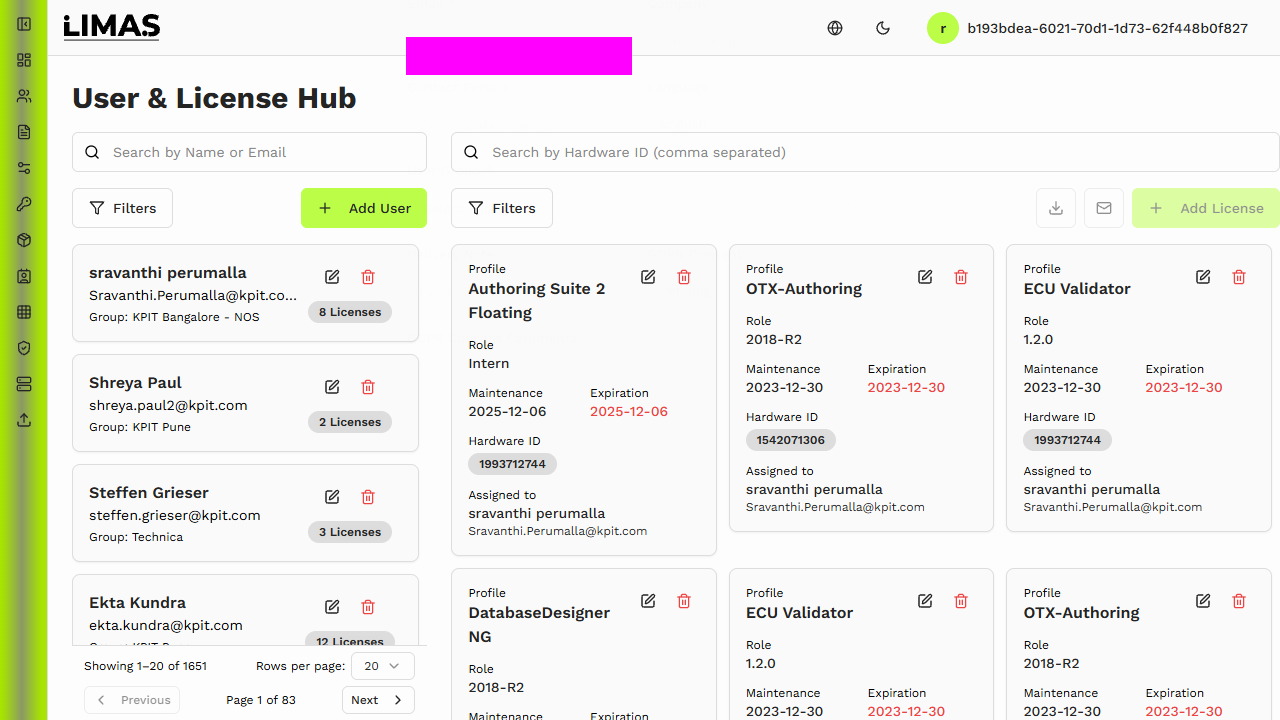 LIMAS
r
b193bdea-6021-70d1-1d73-62f448b0f827
User & License Hub
Search by Name or Email
Search by Hardware ID (comma separated)
Filters
Add User
Filters
Add License
sravanthi perumalla
Sravanthi.Perumalla@kpit.co...
Group: KPIT Bangalore - NOS
8 Licenses
Shreya Paul
shreya.paul2@kpit.com
Group: KPIT Pune
2 Licenses
Steffen Grieser
steffen.grieser@kpit.com
Group: Technica
3 Licenses
Ekta Kundra
ekta.kundra@kpit.com
12 Licenses
Showing 1–20 of 1651
Rows per page:
20
Previous
Page 1 of 83
Next
Profile
Authoring Suite 2
Floating
Role
Intern
Maintenance
Expiration
2025-12-06
2025-12-06
Hardware ID
1993712744
Assigned to
sravanthi perumalla
Sravanthi.Perumalla@kpit.com
Profile
OTX-Authoring
Role
2018-R2
Maintenance
Expiration
2023-12-30
2023-12-30
Hardware ID
1542071306
Assigned to
sravanthi perumalla
Sravanthi.Perumalla@kpit.com
Profile
ECU Validator
Role
1.2.0
Maintenance
Expiration
2023-12-30
2023-12-30
Hardware ID
1993712744
Assigned to
sravanthi perumalla
Sravanthi.Perumalla@kpit.com
Profile
DatabaseDesigner
NG
Role
2018-R2
Maintenance
Expiration
Profile
ECU Validator
Role
1.2.0
Maintenance
Expiration
2023-12-30
2023-12-30
Profile
OTX-Authoring
Role
2018-R2
Maintenance
Expiration
2023-12-30
2023-12-30